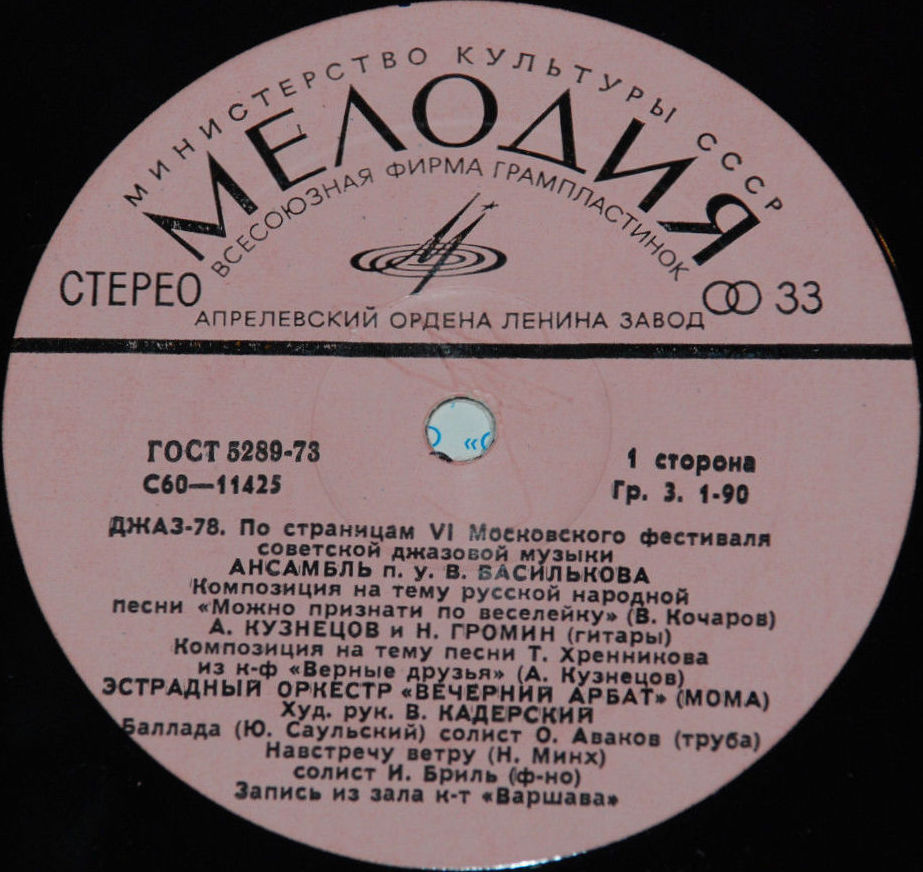 МИНИСТЕРСТВО КУЛЬТУРЫ СССР
МЕЛОДИЯ
ВСЕСОЮЗНАЯ ФИРМА ГРАМПЛАСТИНОК
СТЕРЕО
33
АПРЕЛЕВСКИЙ ОРДЕНА ЛЕНИНА ЗАВОД
ГОСТ 5289-73
1 сторона
С60—11425
Гр. 3. 1-90
ДЖАЗ-78. По страницам VI Московского фестиваля
советской джазовой музыки
АНСАМБЛЬ п. у. В. ВАСИЛЬКОВА
Композиция на тему русской народной
песни «Можно признати по веселейку» (В. Кочаров)
А. КУЗНЕЦОВ и Н. ГРОМИН (гитары)
Композиция на тему песни Т. Хренникова
из к-ф «Верные друзья» (А. Кузнецов)
ЭСТРАДНЫЙ ОРКЕСТР «ВЕЧЕРНИЙ АРБАТ» (МОМА)
Худ. рук. В. КАДЕРСКИЙ
Баллада (Ю. Саульский) солист О. Аваков (труба)
Навстречу ветру (Н. Минх)
солист И. Бриль (ф-но)
Запись из зала к-т «Варшава»